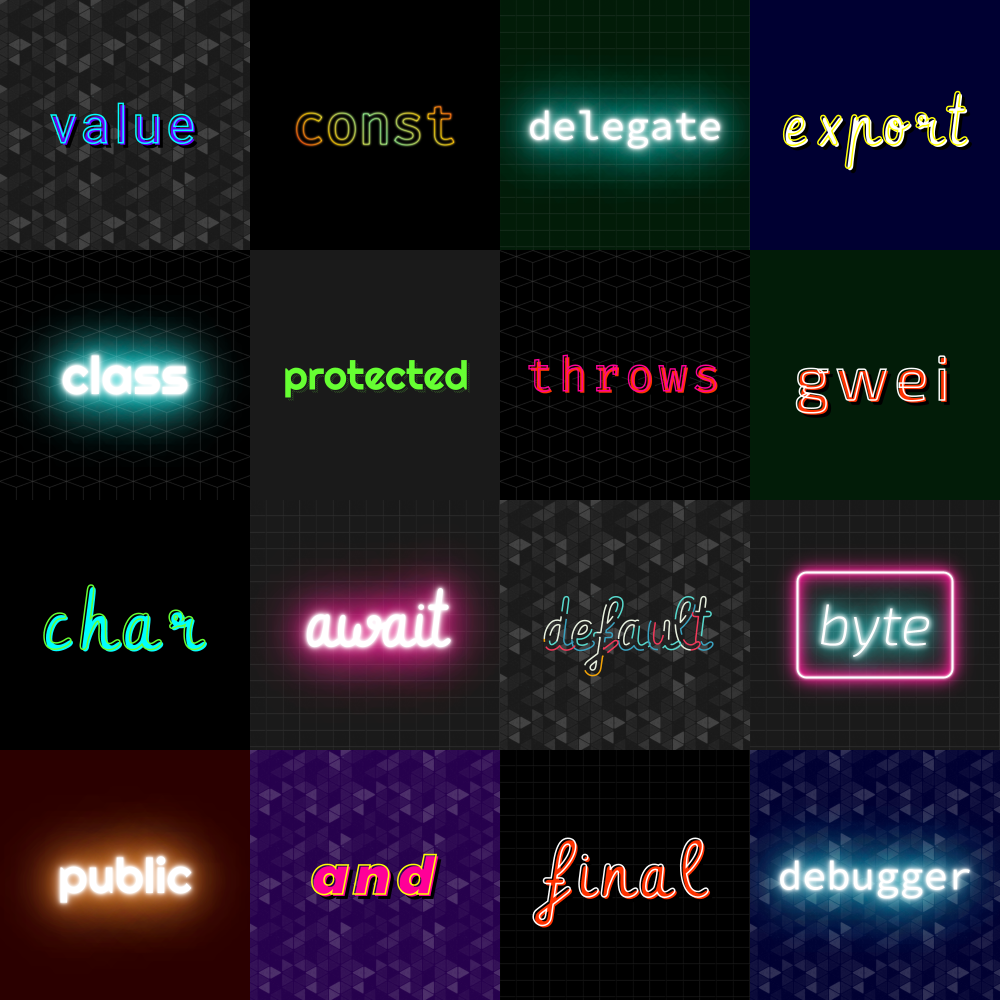 value const delegate export
class protected throws gwei
char await default byte
public and final debugger